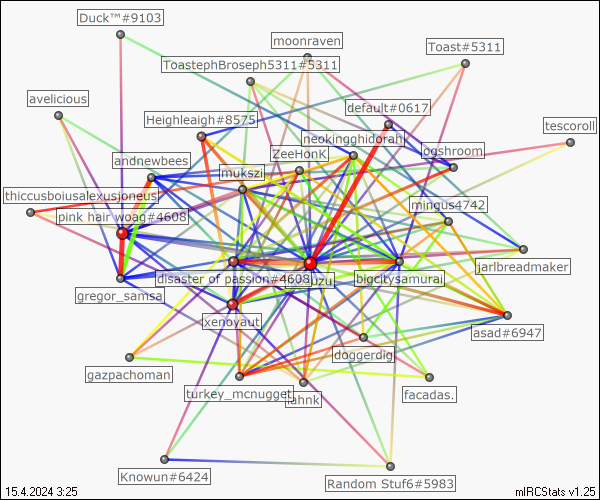 Duck™#9103
moonraven
Toast#5311
ToastephBroseph5311#5311
avelicious
default#0617
Heighleaigh#8575
tescoroll
neokingghidorah
ogshroom
ZeeHonk
andnewbees
mukszi
thiccusboiusalexusjoneus
mingus4742
pink hair woag#4608
jarlbreadmaker
disaster of passion#4608
bigcitysamurai
gregor_samsa
xenoyaut
asad#6947
doggerdig
gazpachoman
turkey_mcnugget
facadas.
Knowun#6424
Random Stuf6#5983
15.4.2024 3:25
mIRCStats v1.25